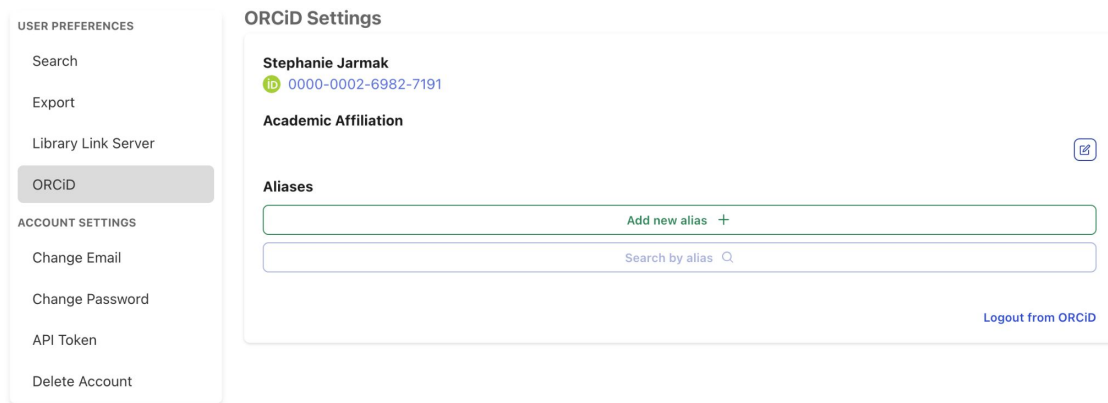 USER PREFERENCES
Search
Export
Library Link Server
ORCiD
ACCOUNT SETTINGS
Change Email
Change Password
API Token
Delete Account
ORCiD Settings
Stephanie Jarmak
iD 0000-0002-6982-7191
Academic Affiliation
Aliases
Add new alias +
Search by alias
Logout from ORCiD